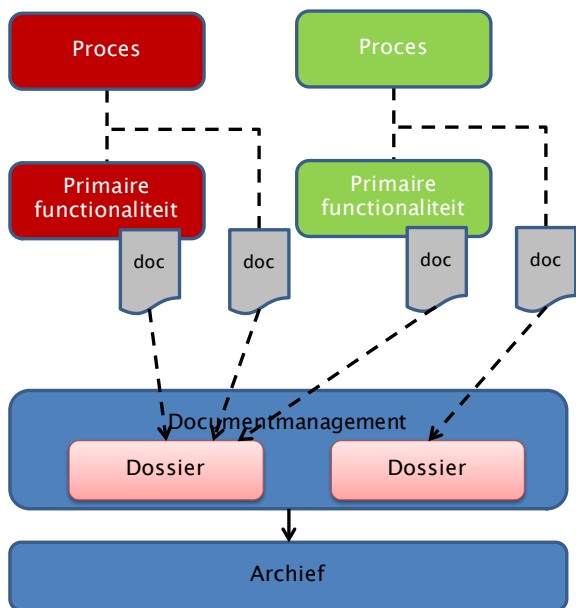 Proces
Proces
Primaire
functionaliteit
Primaire
functionaliteit
doc
doc
doc
doc
Documentmanagement
Dossier
Dossier
Archief